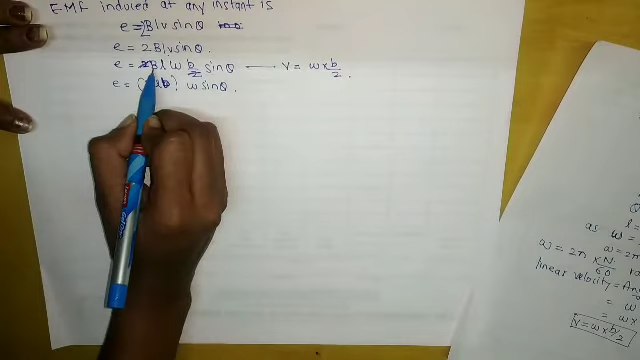 EMF induced at any instant is
e = 2Blv sinθ
e = 2Blv sinθ.
e = 2Bl ω b/2 sinθ —— V = ω x b/2.
e = ( b) ω sinθ.
θ
l =
as ω =
ω = 2π
ω = 2π x N/60 ra
linear velocity = Ang
= ω
= ω x
V = ω x b/2